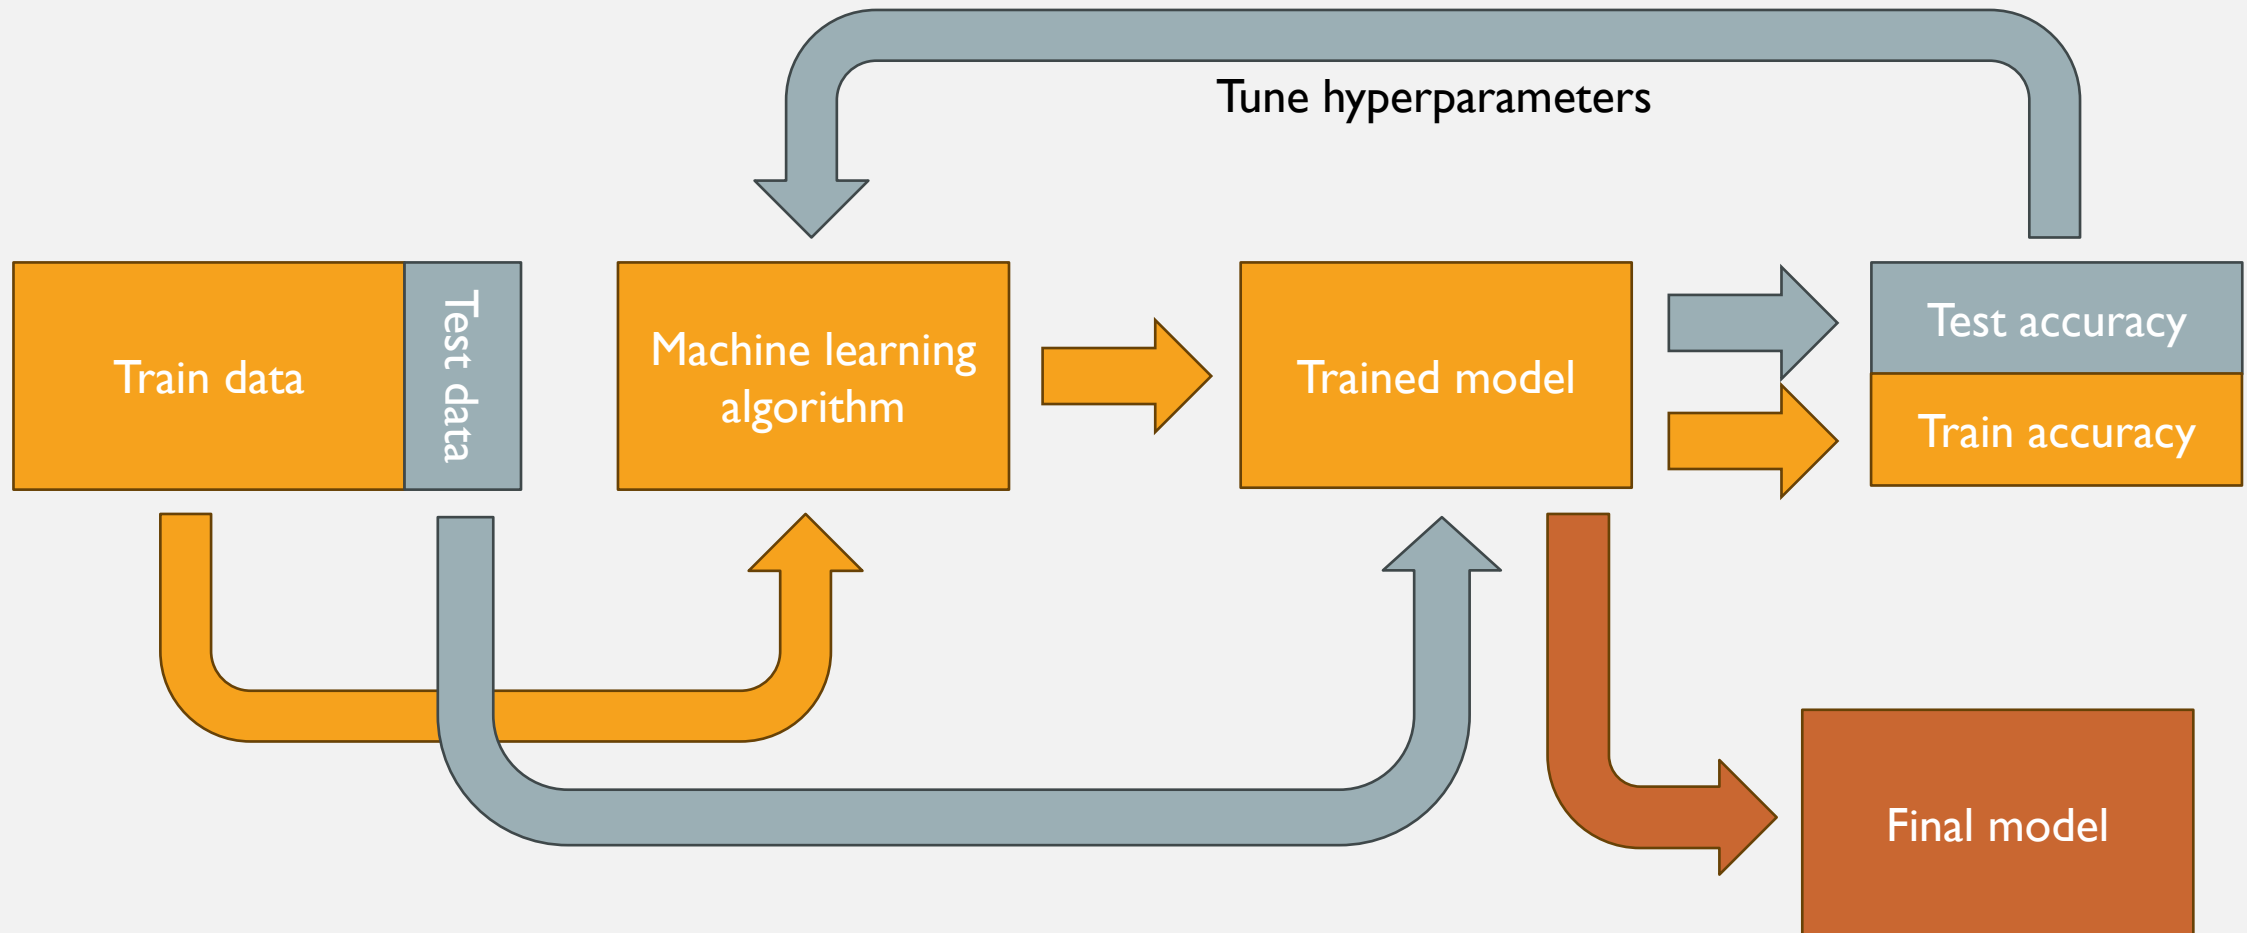 Tune hyperparameters
Train data
Test data
Machine learning
algorithm
Trained model
Test accuracy
Train accuracy
Final model